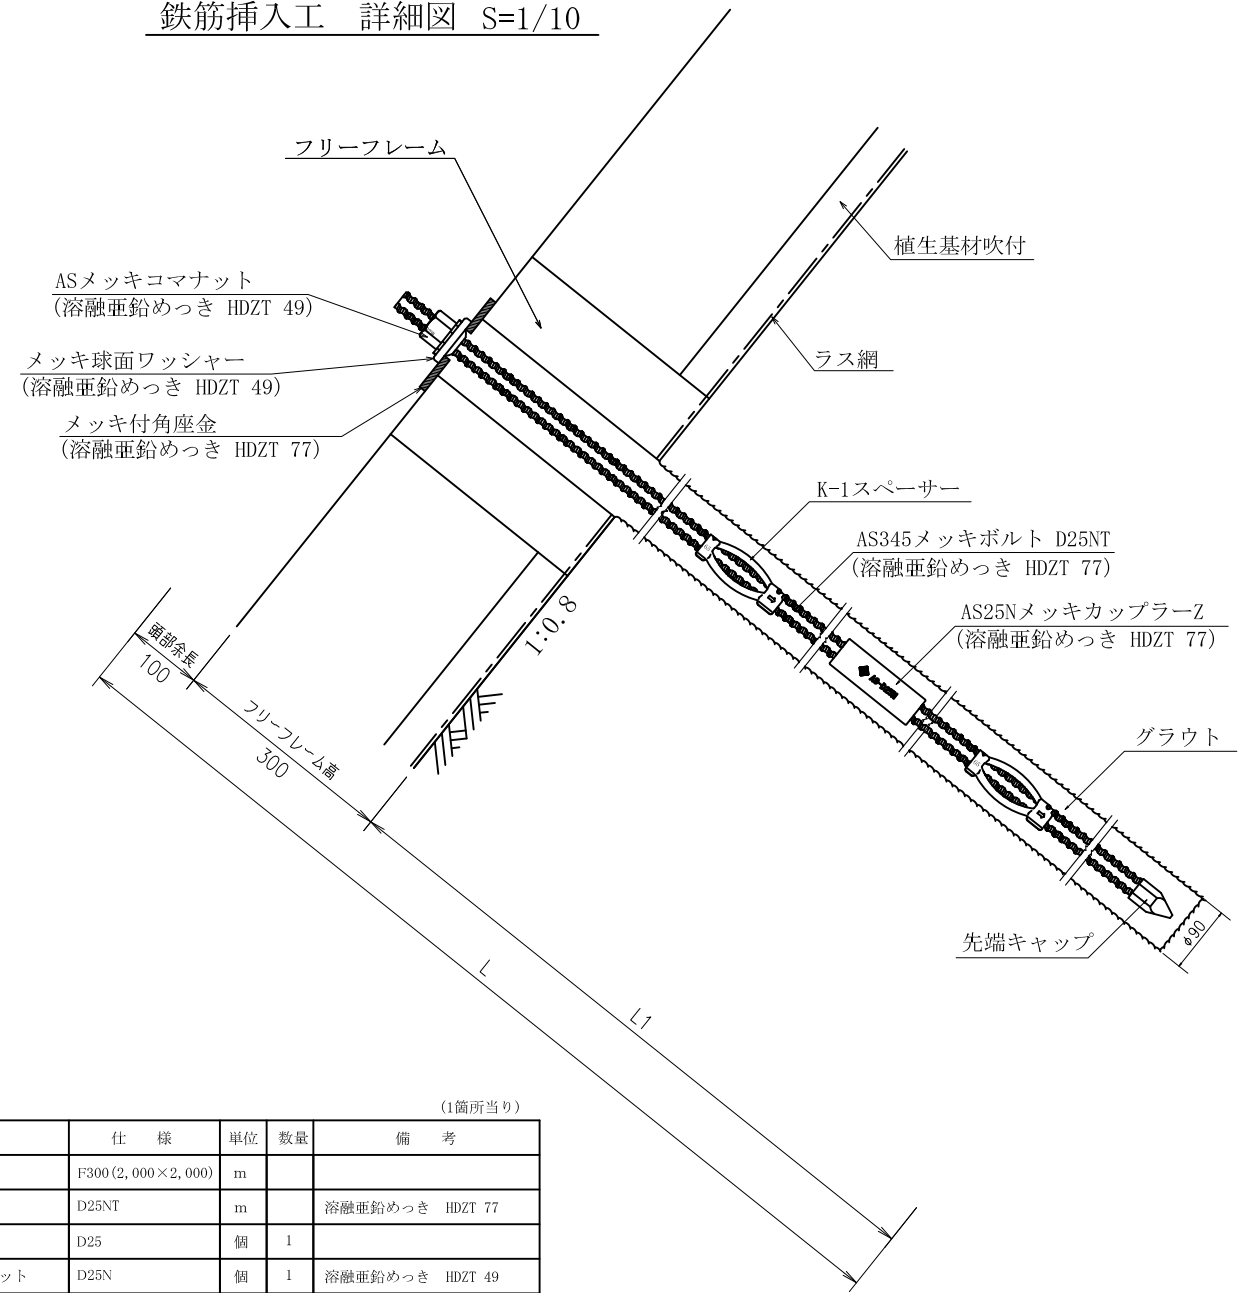 鉄筋挿入工　詳細図 S=1/10
フリーフレーム
植生基材吹付
ASメッキコマナット
(溶融亜鉛めっき HDZT 49)
ラス網
メッキ球面ワッシャー
(溶融亜鉛めっき HDZT 49)
メッキ付角座金
(溶融亜鉛めっき HDZT 77)
K-1スペーサー
AS345メッキボルト D25NT
(溶融亜鉛めっき HDZT 77)
AS25NメッキカップラーZ
(溶融亜鉛めっき HDZT 77)
1:0.8
頭部余長
100
フリーフレーム高
300
グラウト
先端キャップ
φ90
L
L1
(1箇所当り)
仕　様 単位 数量 備　考
F300(2,000×2,000) m
D25NT m 溶融亜鉛めっき HDZT 77
D25 個 1
ット D25N 個 1 溶融亜鉛めっき HDZT 49